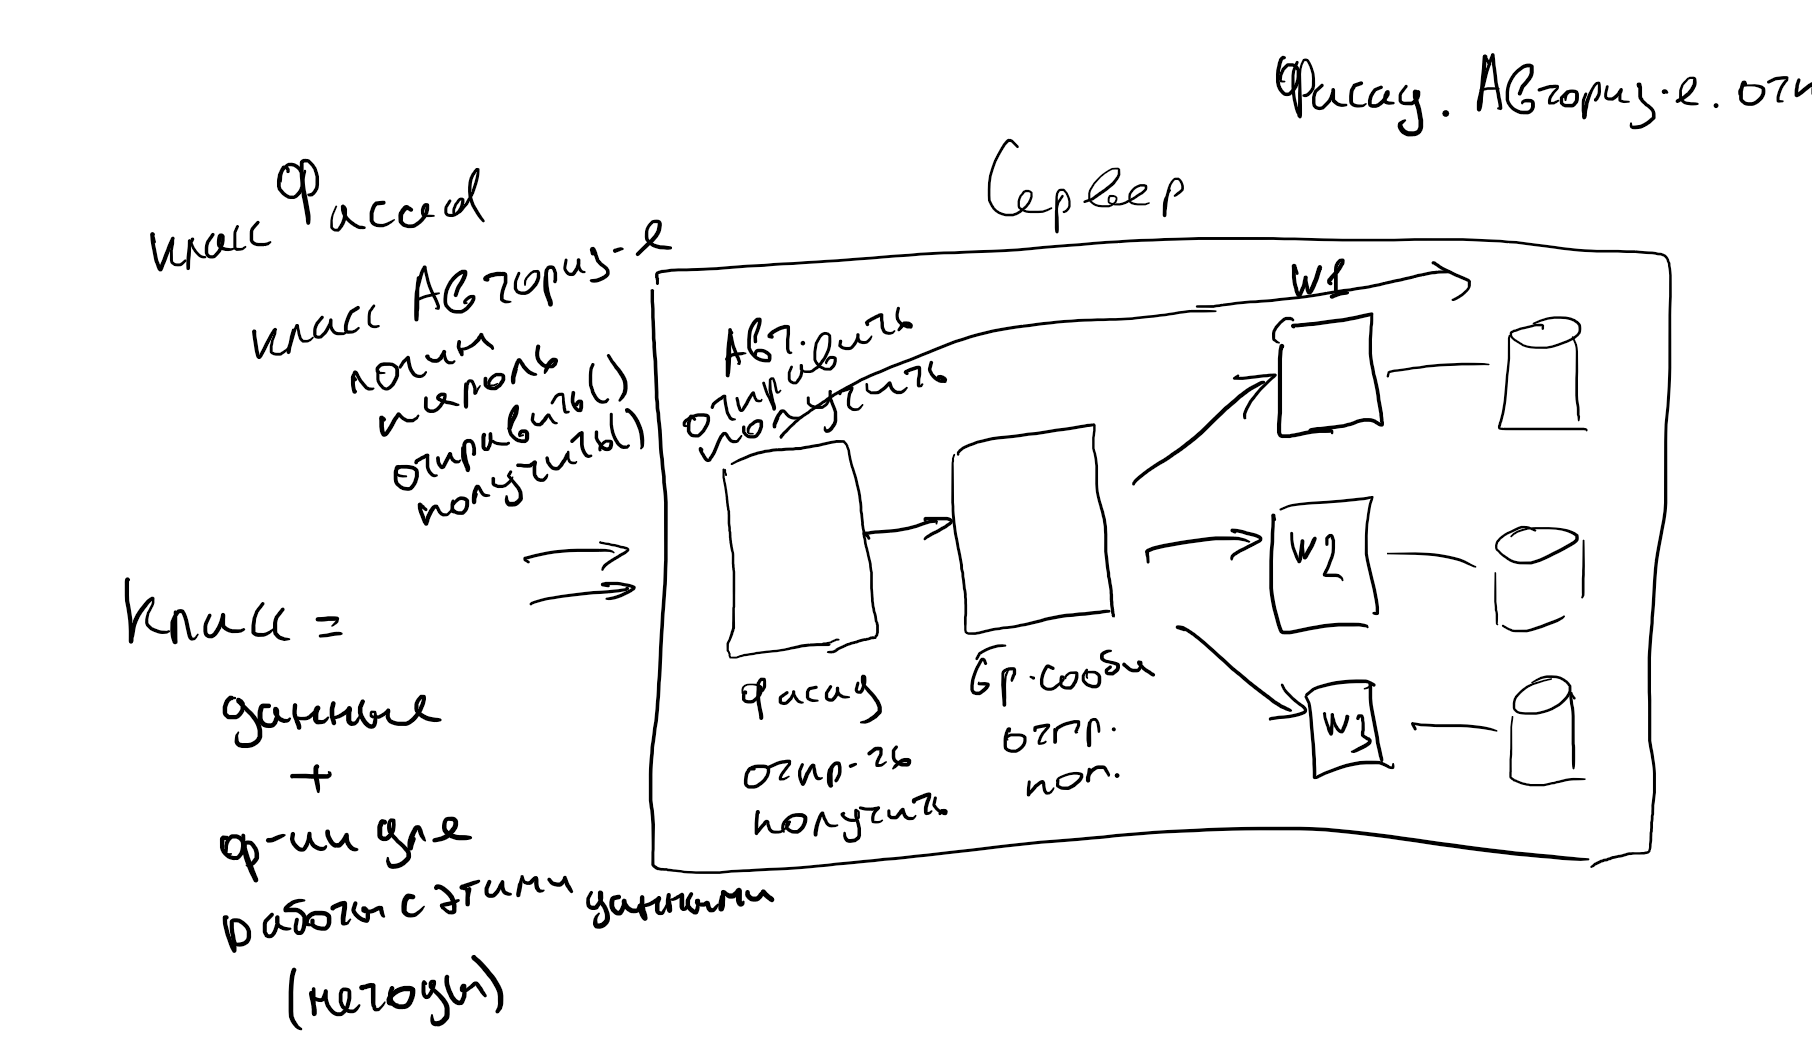 Фасад. Авториз-е. отп
Сервер
класс Фассад
класс Авториз-е
логин
пароль
отправить()
получить()
Класс =
данные
+
ф-ии для
работы с этими данными
(методы)
Авт.
отправить
получить
фасад
отпр-ть
получить
бр. сообщ
отпр.
пол.
W1
W2
W3